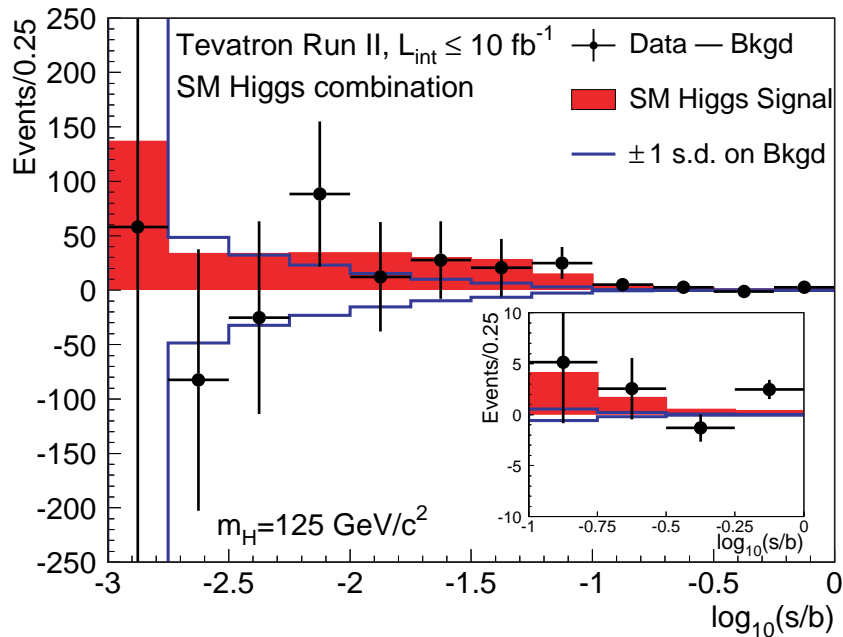 Tevatron Run II, L_int ≤ 10 fb^-1
SM Higgs combination
Data — Bkgd
SM Higgs Signal
±1 s.d. on Bkgd
Events/0.25
250
200
150
100
50
0
-50
-100
-150
-200
-250
m_H=125 GeV/c^2
-3 -2.5 -2 -1.5 -1 -0.5 0
log_10(s/b)
Events/0.25
10
5
0
-5
-10
-1 -0.75 -0.5 -0.25 0
log_10(s/b)